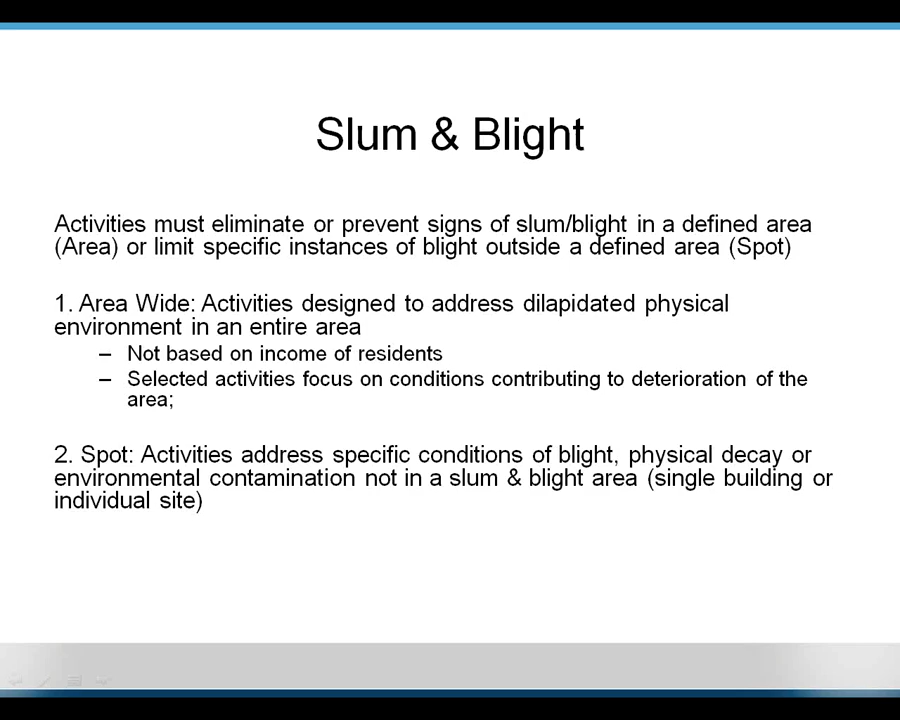 Slum & Blight
Activities must eliminate or prevent signs of slum/blight in a defined area
(Area) or limit specific instances of blight outside a defined area (Spot)
1. Area Wide: Activities designed to address dilapidated physical
environment in an entire area
– Not based on income of residents
– Selected activities focus on conditions contributing to deterioration of the
area;
2. Spot: Activities address specific conditions of blight, physical decay or
environmental contamination not in a slum & blight area (single building or
individual site)